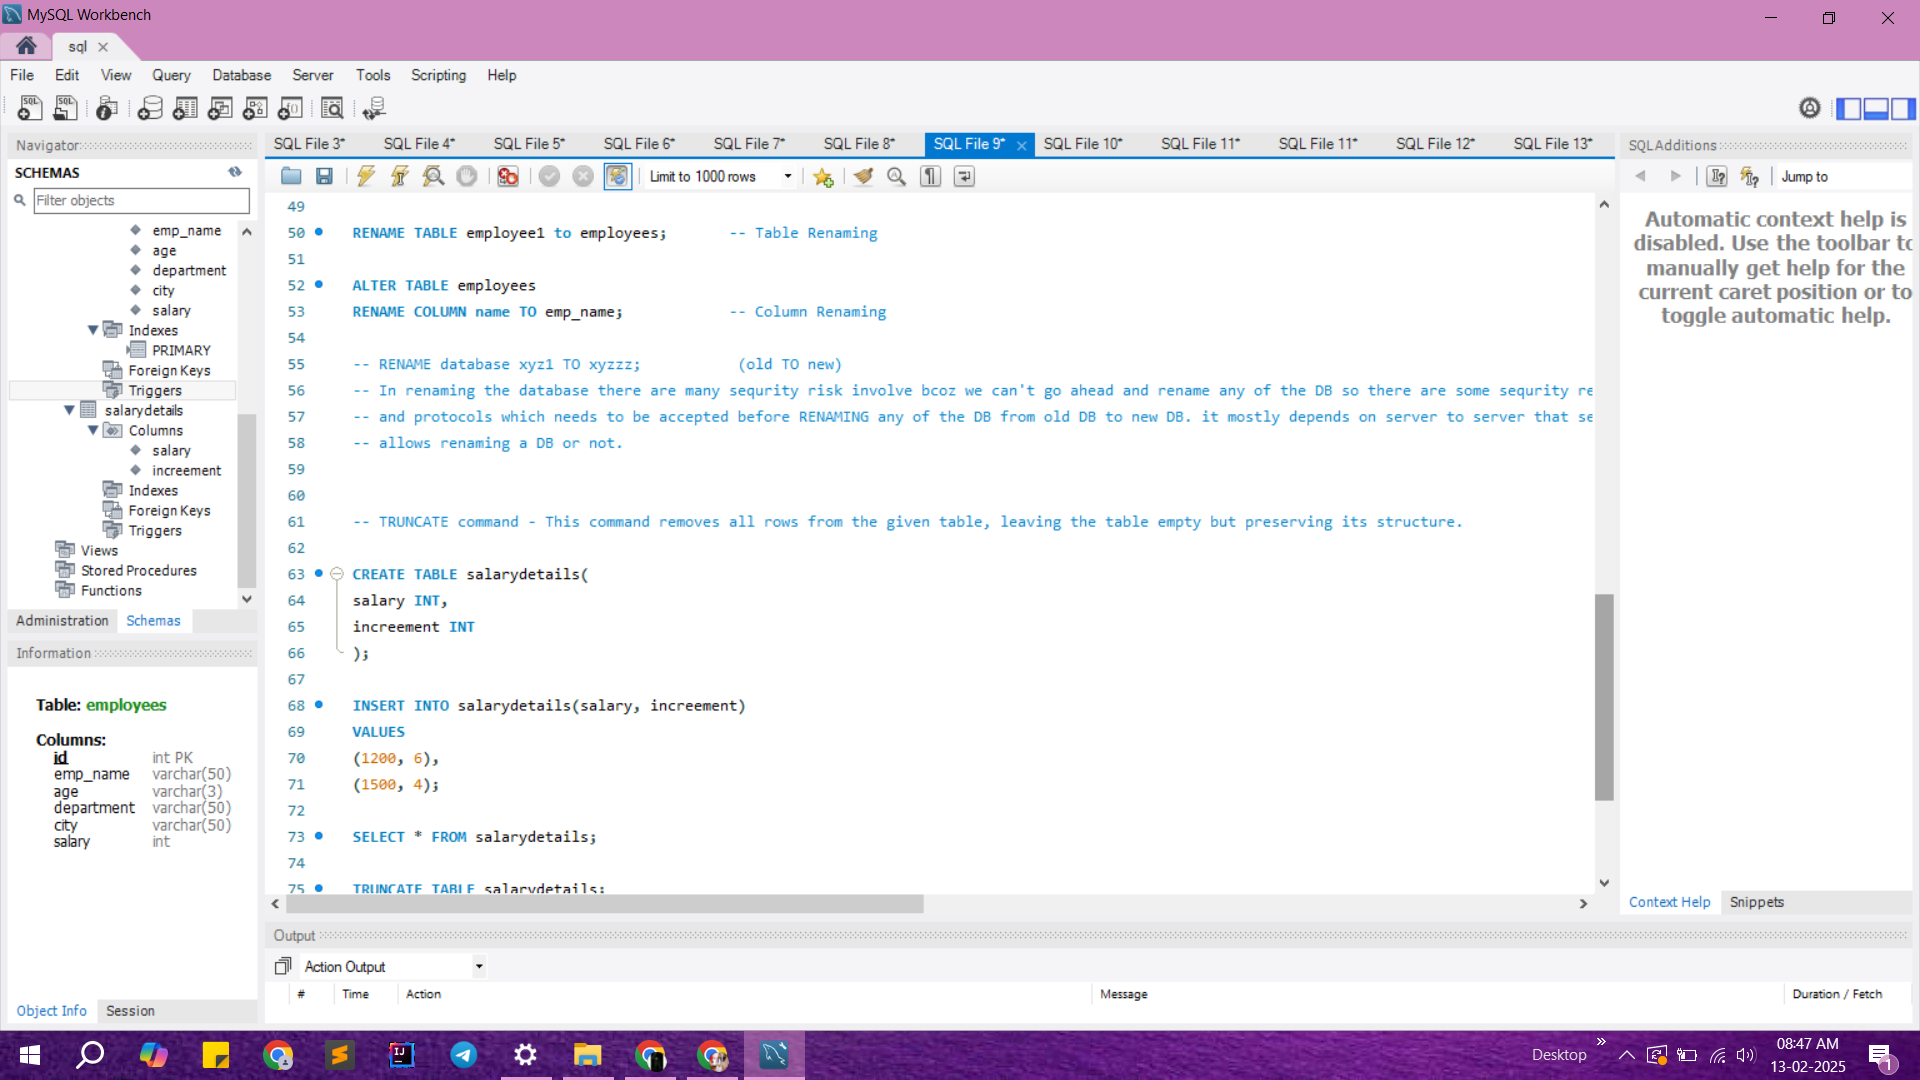 MySQL Workbench
sql
File Edit View Query Database Server Tools Scripting Help
Navigator
SCHEMAS
Filter objects
emp_name
age
department
city
salary
Indexes
PRIMARY
Foreign Keys
Triggers
salarydetails
Columns
salary
increement
Indexes
Foreign Keys
Triggers
Views
Stored Procedures
Functions
Administration Schemas
Information
Table: employees
Columns:
id int PK
emp_name varchar(50)
age varchar(3)
department varchar(50)
city varchar(50)
salary int
Object Info Session
SQL File 3* SQL File 4* SQL File 5* SQL File 6* SQL File 7* SQL File 8* SQL File 9* SQL File 10* SQL File 11* SQL File 11* SQL File 12* SQL File 13*
Limit to 1000 rows
49
50 RENAME TABLE employee1 to employees; -- Table Renaming
51
52 ALTER TABLE employees
53 RENAME COLUMN name TO emp_name; -- Column Renaming
54
55 -- RENAME database xyz1 TO xyzzz; (old TO new)
56 -- In renaming the database there are many sequrity risk involve bcoz we can't go ahead and rename any of the DB so there are some sequrity re
57 -- and protocols which needs to be accepted before RENAMING any of the DB from old DB to new DB. it mostly depends on server to server that se
58 -- allows renaming a DB or not.
59
60
61 -- TRUNCATE command - This command removes all rows from the given table, leaving the table empty but preserving its structure.
62
63 CREATE TABLE salarydetails(
64 salary INT,
65 increement INT
66 );
67
68 INSERT INTO salarydetails(salary, increement)
69 VALUES
70 (1200, 6),
71 (1500, 4);
72
73 SELECT * FROM salarydetails;
74
75 TRUNCATE TABLE salarydetails;
Output
Action Output
# Time Action Message Duration / Fetch
SQLAdditions
Jump to
Automatic context help is
disabled. Use the toolbar to
manually get help for the
current caret position or to
toggle automatic help.
Context Help Snippets
Desktop
08:47 AM
13-02-2025
1